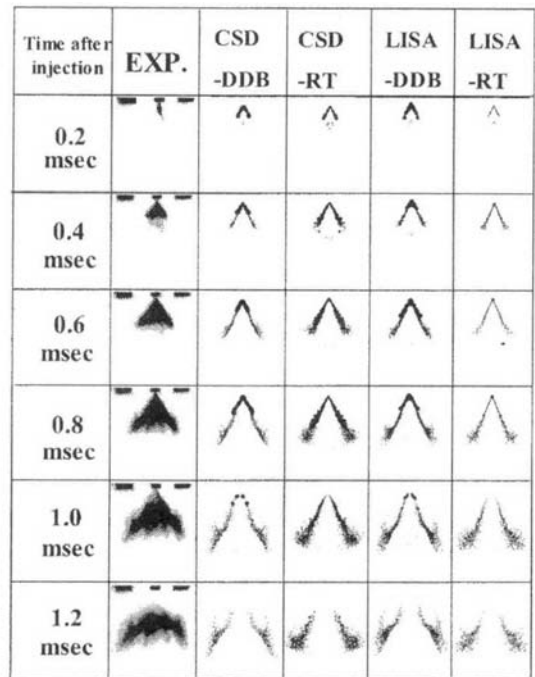 Time after
injection
EXP.
CSD
-DDB
CSD
-RT
LISA
-DDB
LISA
-RT
0.2
msec
0.4
msec
0.6
msec
0.8
msec
1.0
msec
1.2
msec